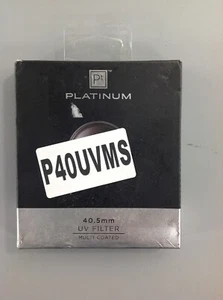 P
PLATINUM
P40UVMS
40.5mm
UV FILTER
MULTI-COATED